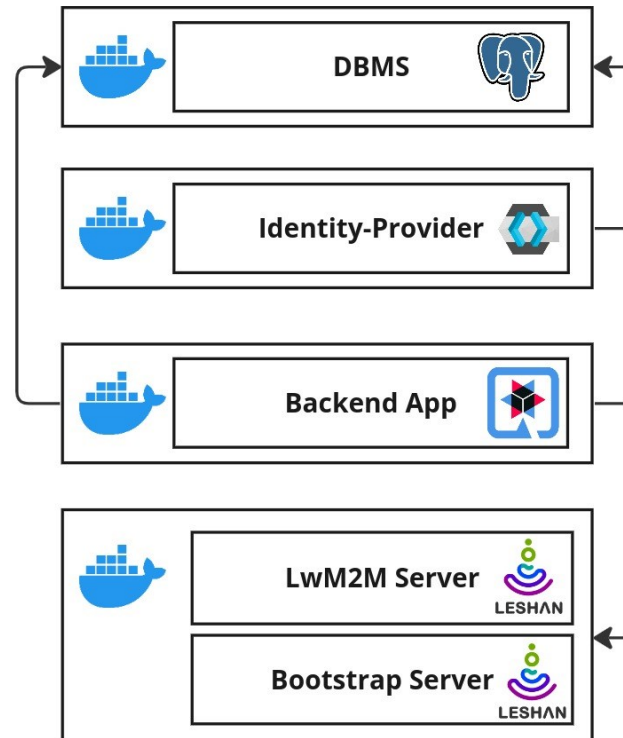 DBMS
Identity-Provider
Backend App
LwM2M Server
LESHAN
Bootstrap Server
LESHAN